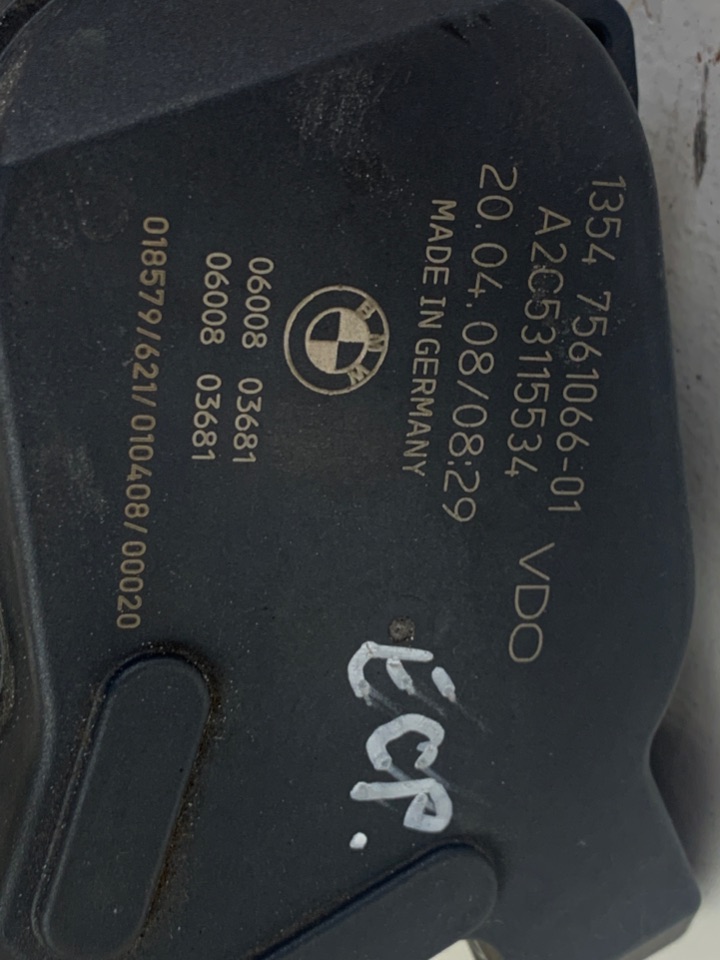 1354 7561066-01
A2C53115534 VDO
20.04.08/08:29
MADE IN GERMANY
BMW
06008 03681
06008 03681
018579//621/010408/00020
ECP.